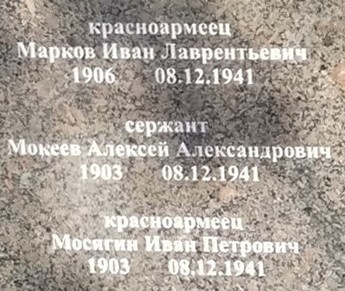 красноармеец
Марков Иван Лаврентьевич
1906 08.12.1941
сержант
Мокеев Алексей Александрович
1903 08.12.1941
красноармеец
Мосягин Иван Петрович
1903 08.12.1941